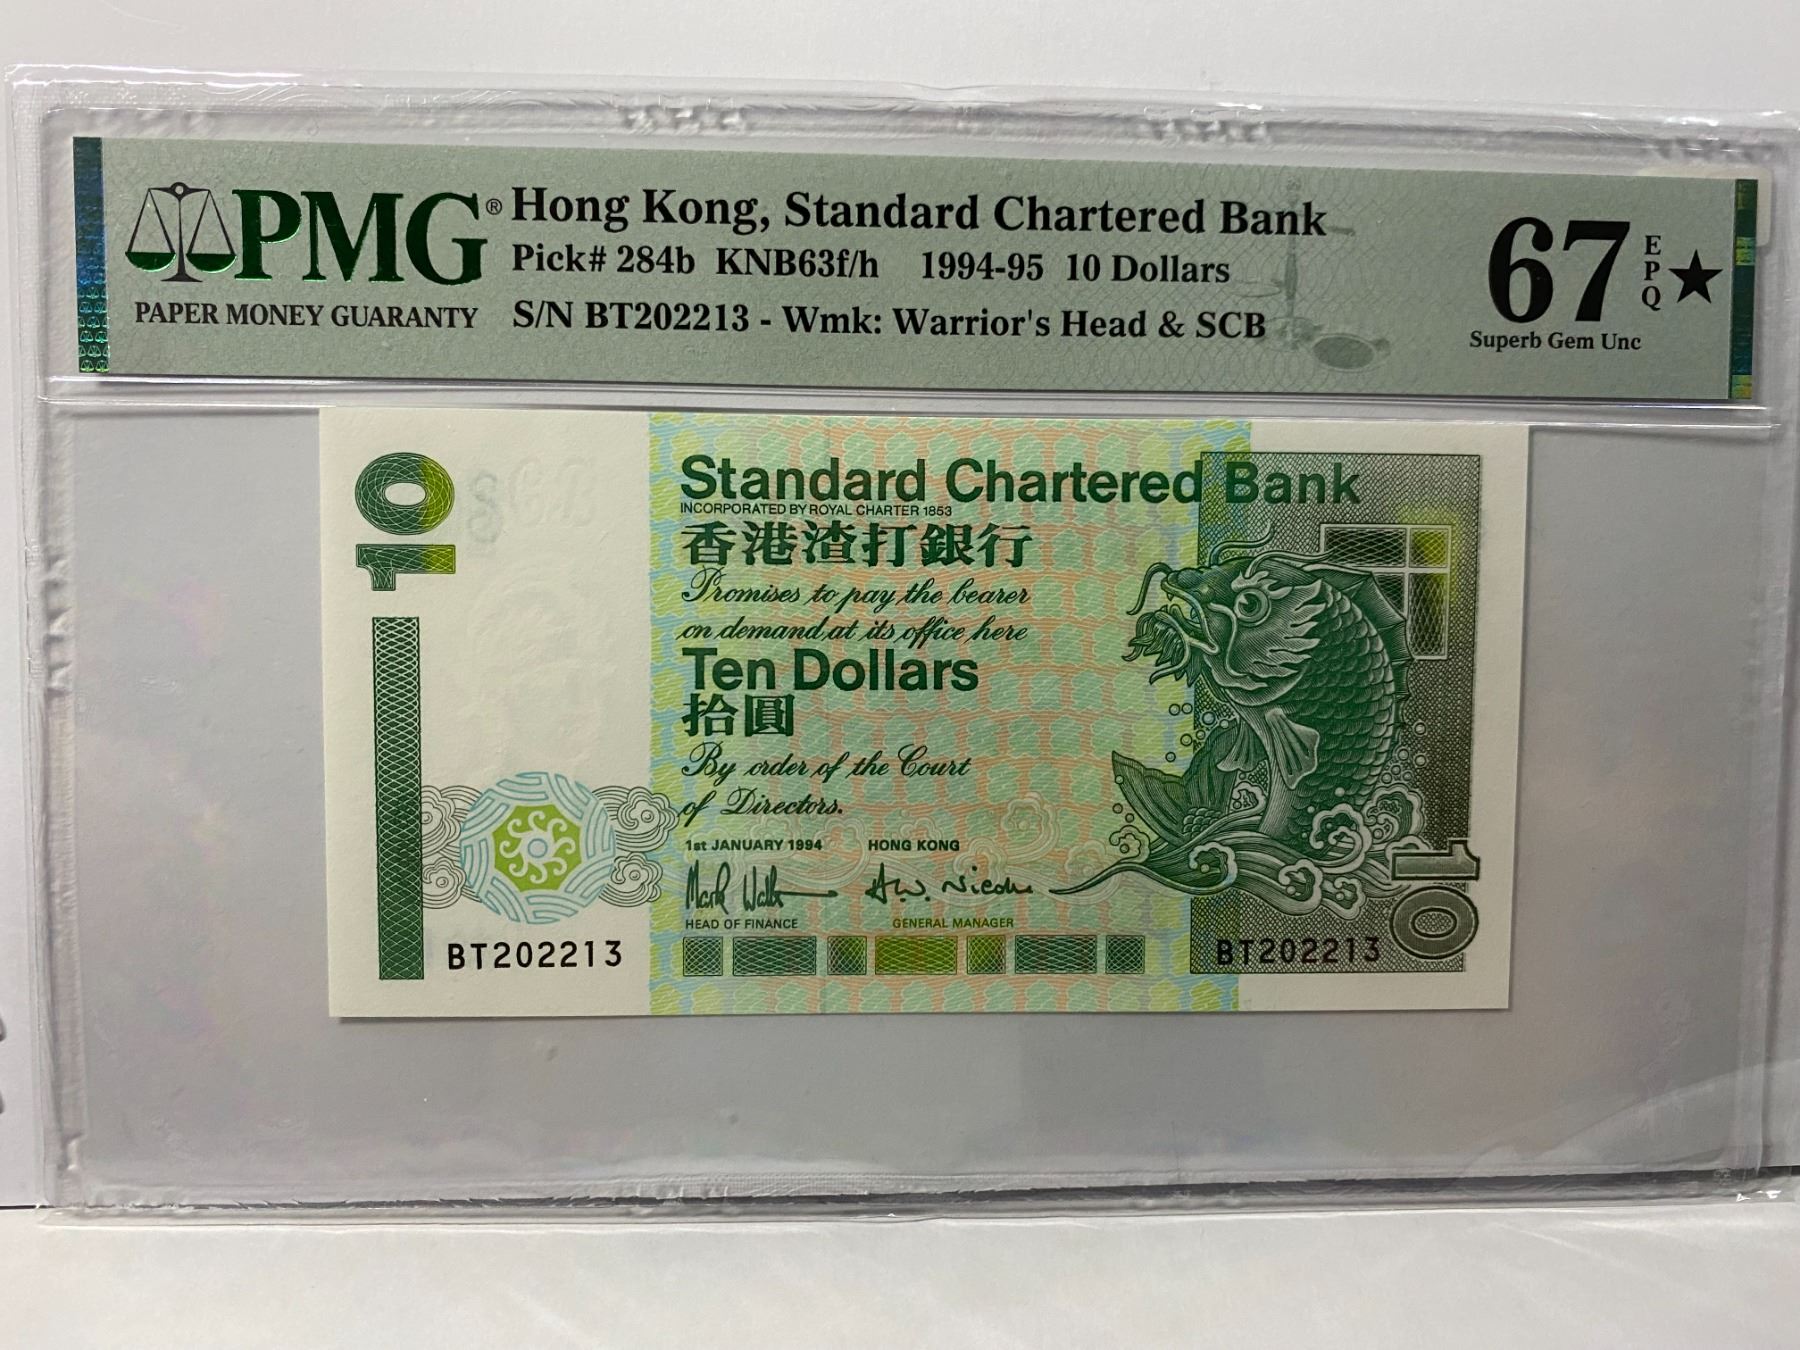 PMG®
PAPER MONEY GUARANTY
Hong Kong, Standard Chartered Bank
Pick# 284b KNB63f/h 1994-95 10 Dollars
S/N BT202213 - Wmk: Warrior's Head & SCB
67 EPQ ★
Superb Gem Unc
10
Standard Chartered Bank
INCORPORATED BY ROYAL CHARTER 1853
香港渣打銀行
Promises to pay the bearer
on demand at its office here
Ten Dollars
拾圓
By order of the Court
of Directors.
1st JANUARY 1994 HONG KONG
HEAD OF FINANCE GENERAL MANAGER
BT202213
BT202213
10